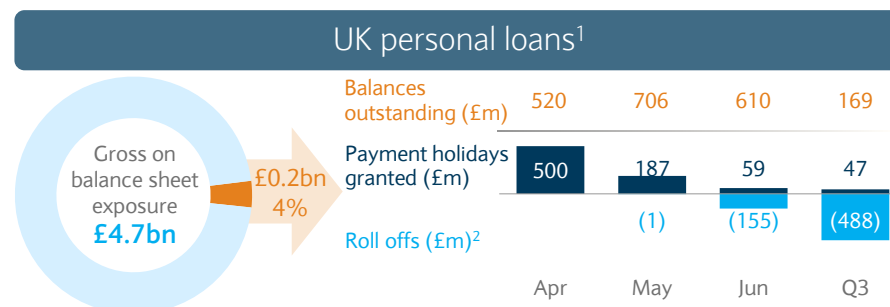 UK personal loans1
Gross on
balance sheet
exposure
£4.7bn
£0.2bn
4%
Balances
outstanding (£m) 520 706 610 169
Payment holidays
granted (£m) 500 187 59 47
Roll offs (£m)2 (1) (155) (488)
Apr May Jun Q3